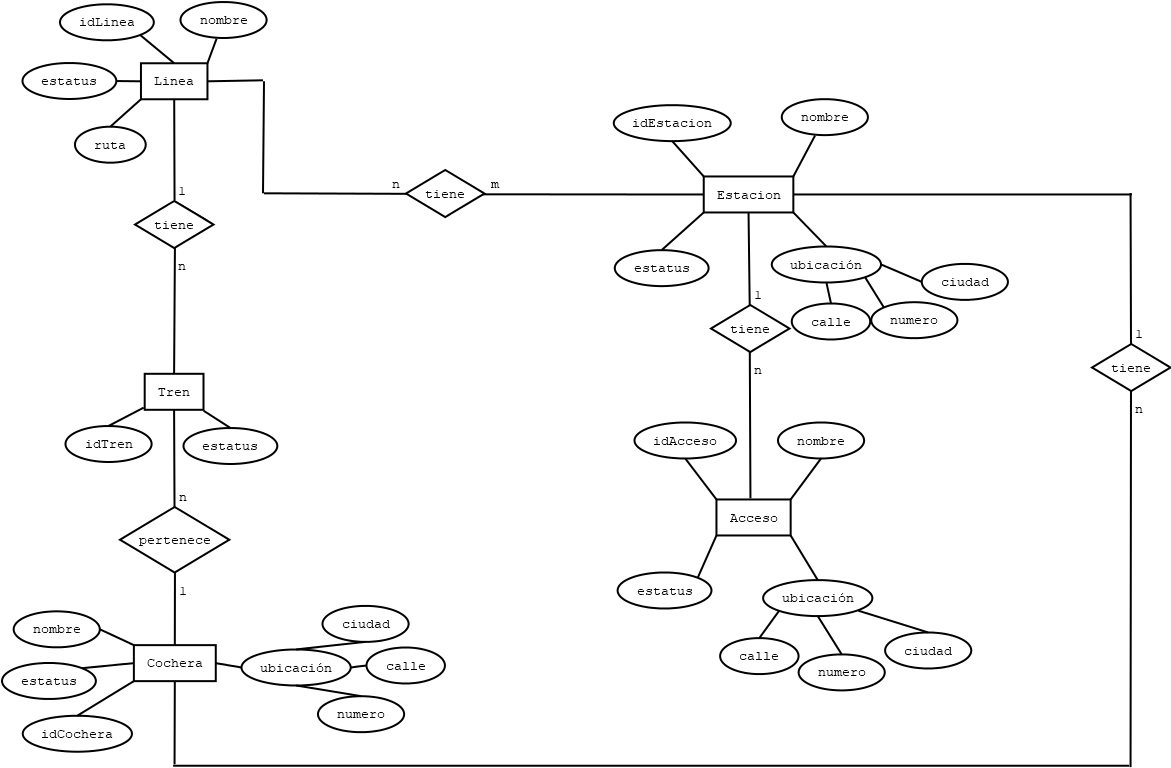 idLinea
nombre
estatus
Linea
ruta
idEstacion
nombre
n
tiene
m
Estacion
1
tiene
n
estatus
ubicación
ciudad
calle
numero
1
tiene
n
1
tiene
n
Tren
idTren
estatus
idAcceso
nombre
n
pertenece
1
Acceso
estatus
ubicación
calle
numero
ciudad
nombre
ciudad
Cochera
ubicación
calle
estatus
numero
idCochera